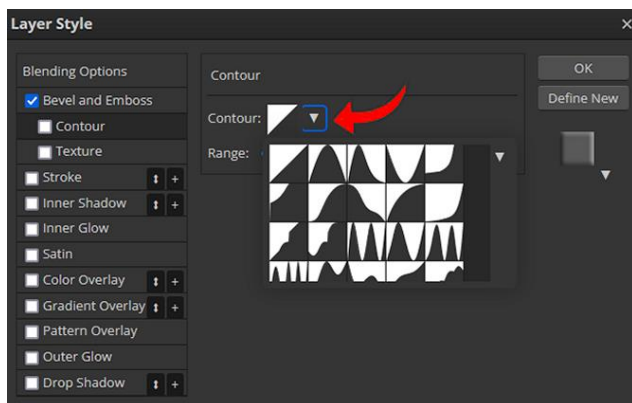 Layer Style
Blending Options
Bevel and Emboss
Contour
Texture
Stroke
Inner Shadow
Inner Glow
Satin
Color Overlay
Gradient Overlay
Pattern Overlay
Outer Glow
Drop Shadow
Contour
Contour:
Range:
OK
Define New